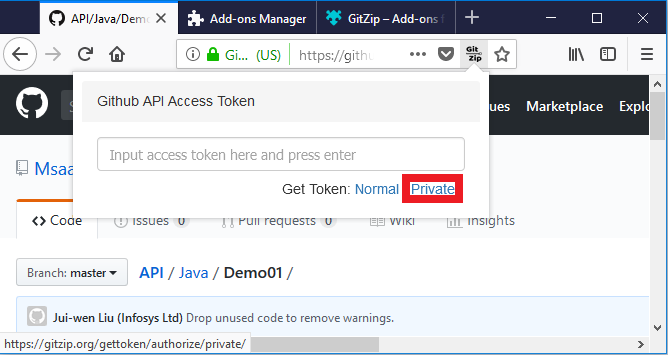 API/Java/Demo
Add-ons Manager
GitZip – Add-ons f
Gi... (US)
https://gith
Git
Zip
Github API Access Token
ues Marketplace Explo
Input access token here and press enter
Msaa
Get Token: Normal Private
Code Issues 0 Pull requests 0 Wiki Insights
Branch: master
API / Java / Demo01 /
Jui-wen Liu (Infosys Ltd) Drop unused code to remove warnings.
https://gitzip.org/gettoken/authorize/private/